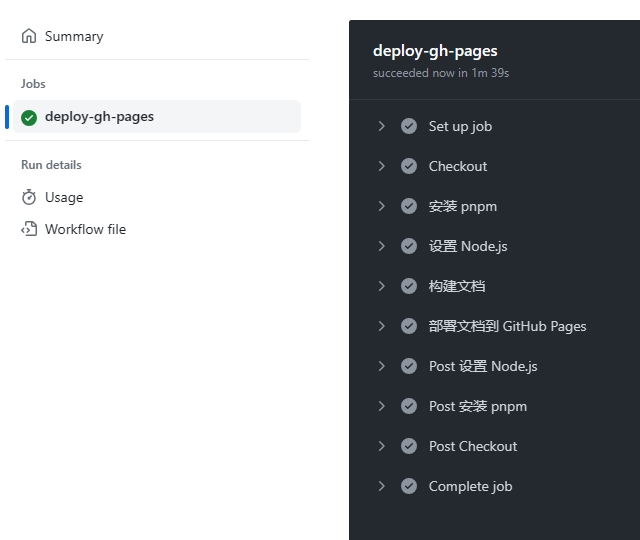 Summary
Jobs
deploy-gh-pages
Run details
Usage
Workflow file
deploy-gh-pages
succeeded now in 1m 39s
Set up job
Checkout
安装 pnpm
设置 Node.js
构建文档
部署文档到 GitHub Pages
Post 设置 Node.js
Post 安装 pnpm
Post Checkout
Complete job